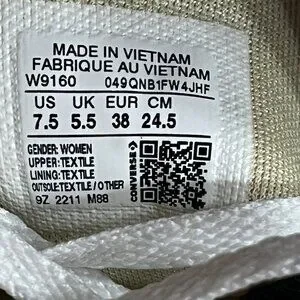 MADE IN VIETNAM
FABRIQUE AU VIETNAM
W9160 049QNB1FW4JHF
US UK EUR CM
7.5 5.5 38 24.5
GENDER: WOMEN
UPPER:TEXTILE
LINING:TEXTILE
OUTSOLE:TEXTILE / OTHER
9Z 2211 M88
CONVERSE